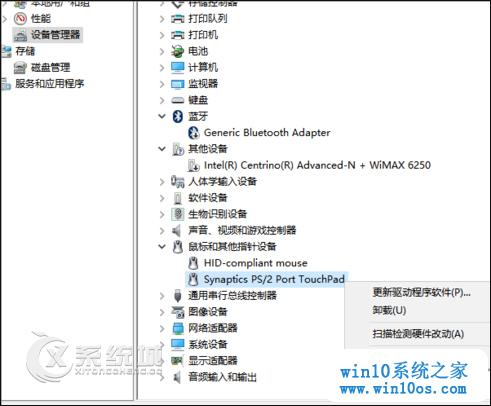 本地用户和组
性能
设备管理器
存储
磁盘管理
服务和应用程序
存储控制器
打印队列
打印机
电池
计算机
监视器
键盘
蓝牙
Generic Bluetooth Adapter
其他设备
Intel(R) Centrino(R) Advanced-N + WiMAX 6250
人体学输入设备
软件设备
生物识别设备
声音、视频和游戏控制器
鼠标和其他指针设备
HID-compliant mouse
Synaptics PS/2 Port TouchPad
通用串行总线控制器
图像设备
网络适配器
系统设备
显示适配器
音频输入和输出
更新驱动程序软件(P)...
卸载(U)
扫描检测硬件改动(A)
系统城
XITONGCHENG.COM
win10系统之家
www.win10os.com